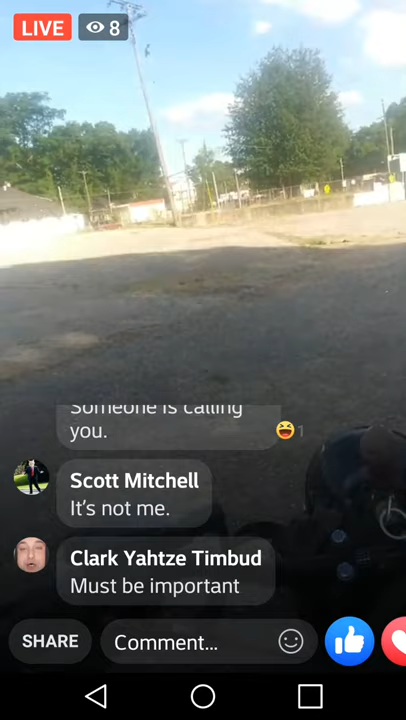 LIVE 8
Someone is calling
you.
1
Scott Mitchell
It's not me.
Clark Yahtze Timbud
Must be important
SHARE Comment...